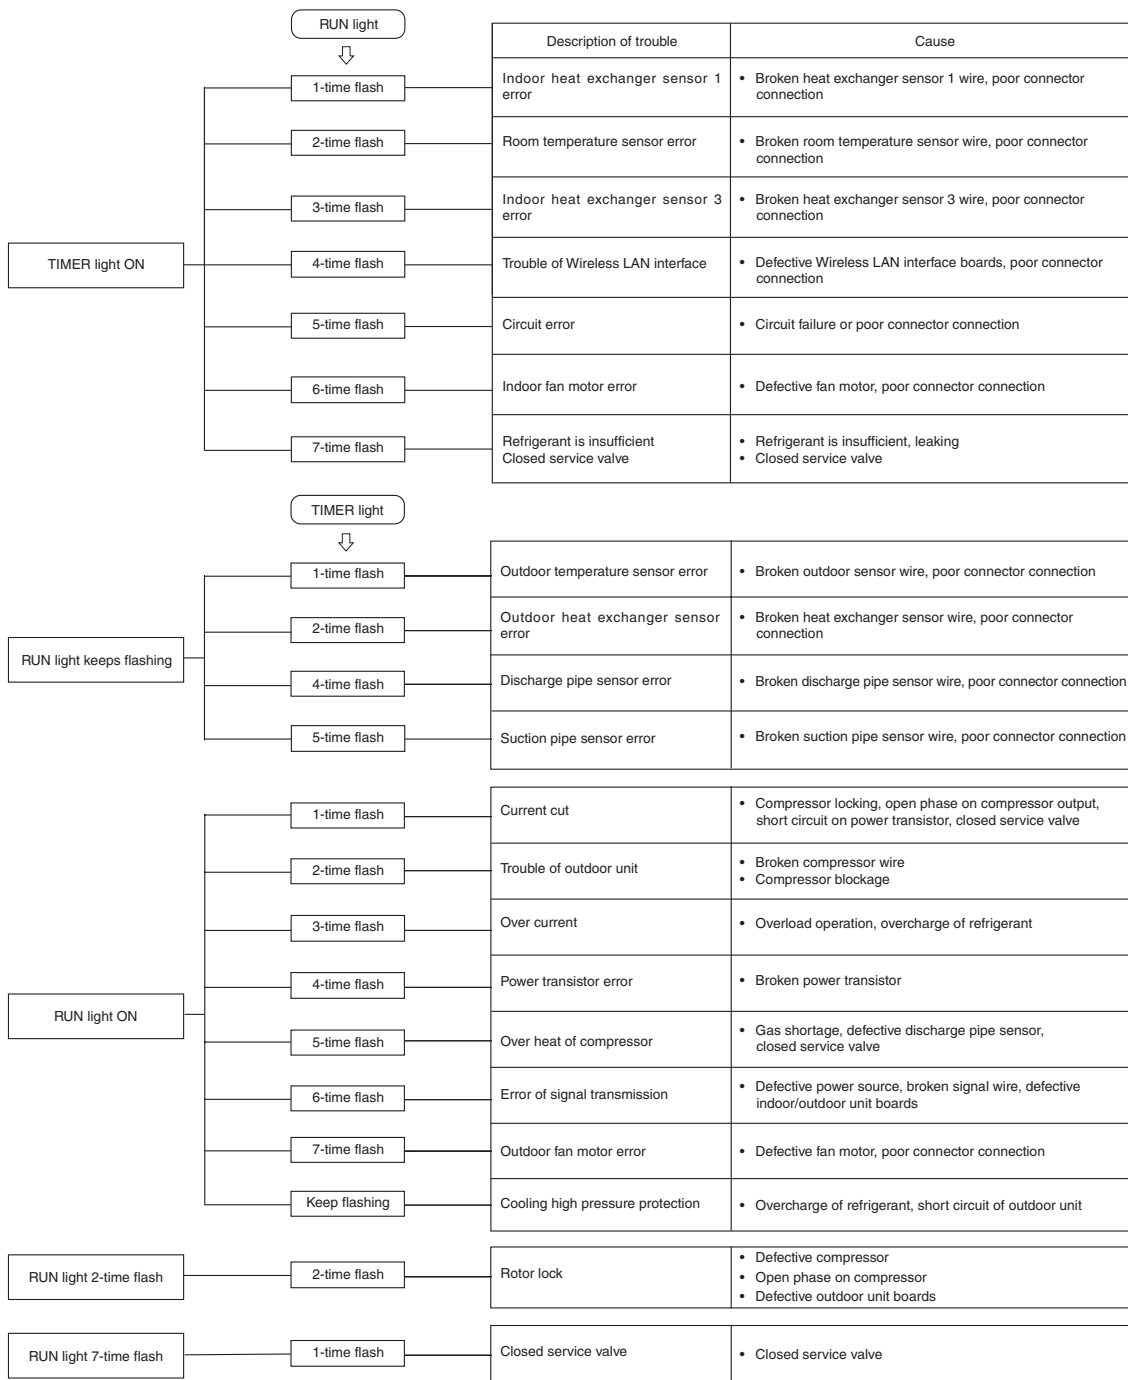 RUN light
Description of trouble
Cause
1-time flash
Indoor heat exchanger sensor 1
error
• Broken heat exchanger sensor 1 wire, poor connector
connection
2-time flash
Room temperature sensor error
• Broken room temperature sensor wire, poor connector
connection
3-time flash
Indoor heat exchanger sensor 3
error
• Broken heat exchanger sensor 3 wire, poor connector
connection
TIMER light ON
4-time flash
Trouble of Wireless LAN interface
• Defective Wireless LAN interface boards, poor connector
connection
5-time flash
Circuit error
• Circuit failure or poor connector connection
6-time flash
Indoor fan motor error
• Defective fan motor, poor connector connection
7-time flash
Refrigerant is insufficient
Closed service valve
• Refrigerant is insufficient, leaking
• Closed service valve
TIMER light
1-time flash
Outdoor temperature sensor error
• Broken outdoor sensor wire, poor connector connection
2-time flash
Outdoor heat exchanger sensor
error
• Broken heat exchanger sensor wire, poor connector
connection
RUN light keeps flashing
4-time flash
Discharge pipe sensor error
• Broken discharge pipe sensor wire, poor connector connection
5-time flash
Suction pipe sensor error
• Broken suction pipe sensor wire, poor connector connection
1-time flash
Current cut
• Compressor locking, open phase on compressor output,
short circuit on power transistor, closed service valve
2-time flash
Trouble of outdoor unit
• Broken compressor wire
• Compressor blockage
3-time flash
Over current
• Overload operation, overcharge of refrigerant
4-time flash
Power transistor error
• Broken power transistor
RUN light ON
5-time flash
Over heat of compressor
• Gas shortage, defective discharge pipe sensor,
closed service valve
6-time flash
Error of signal transmission
• Defective power source, broken signal wire, defective
indoor/outdoor unit boards
7-time flash
Outdoor fan motor error
• Defective fan motor, poor connector connection
Keep flashing
Cooling high pressure protection
• Overcharge of refrigerant, short circuit of outdoor unit
RUN light 2-time flash
2-time flash
Rotor lock
• Defective compressor
• Open phase on compressor
• Defective outdoor unit boards
RUN light 7-time flash
1-time flash
Closed service valve
• Closed service valve